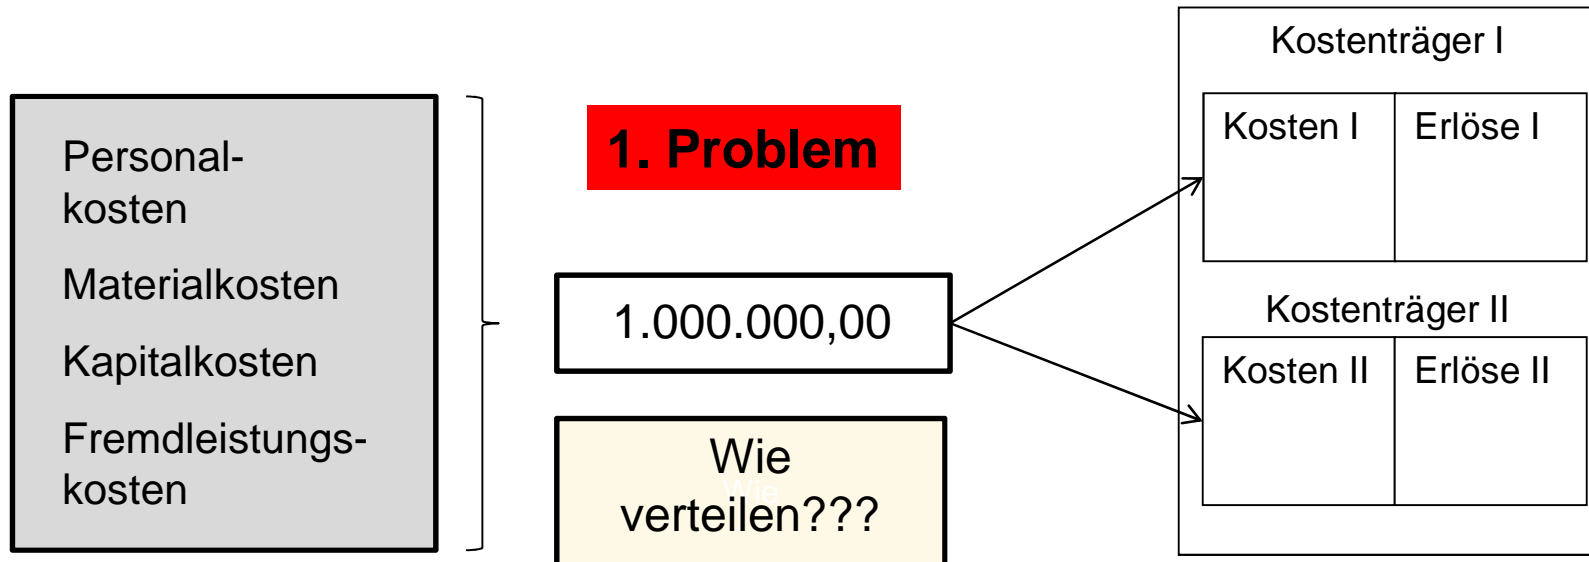 Personal-
kosten
Materialkosten
Kapitalkosten
Fremdleistungs-
kosten
1. Problem
1.000.000,00
Wie
Wie
verteilen???
Kostenträger I
Kosten I
Erlöse I
Kostenträger II
Kosten II
Erlöse II